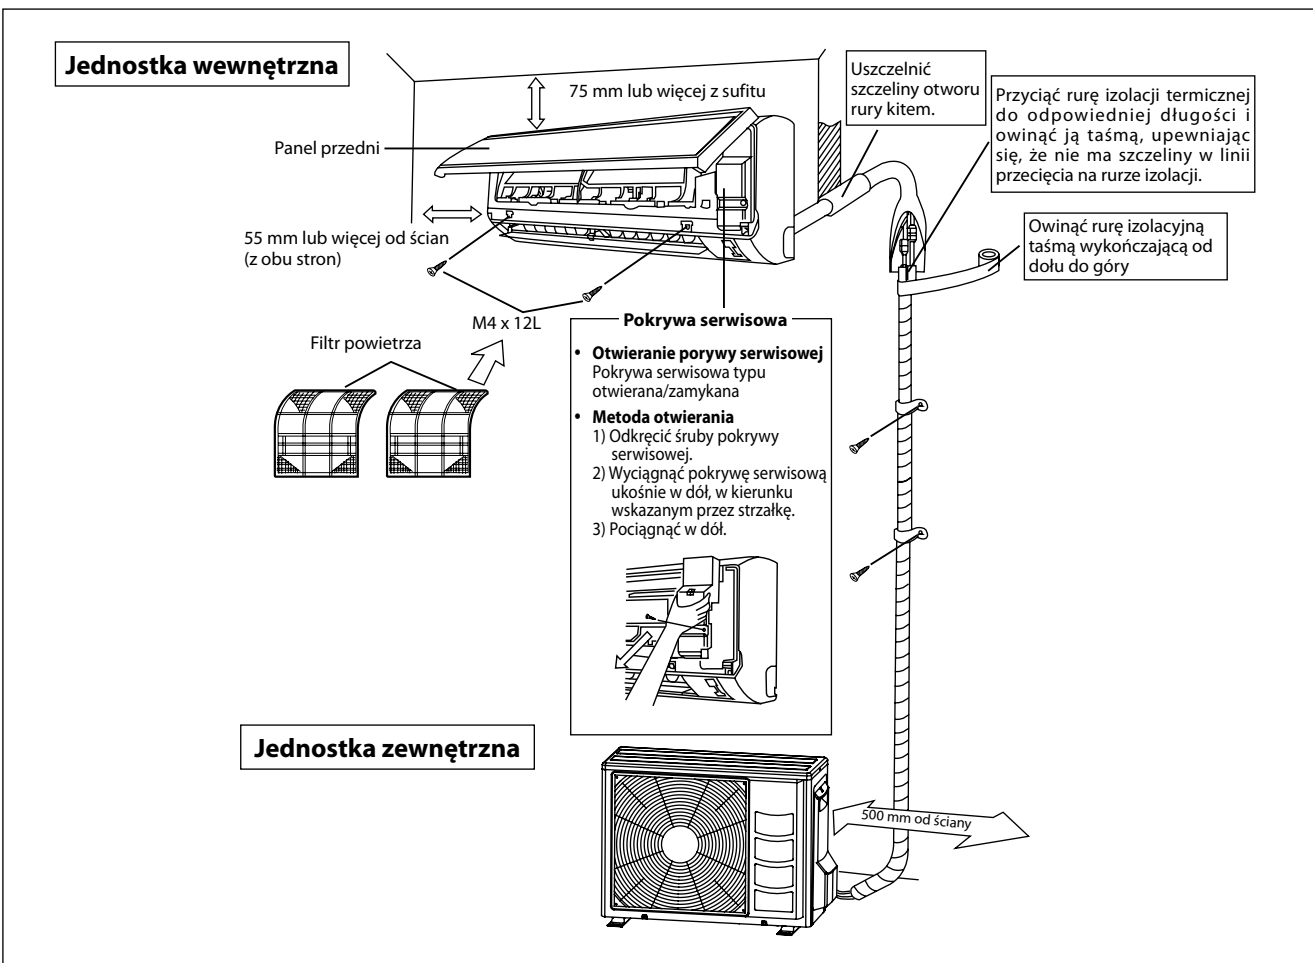 Jednostka wewnętrzna
75 mm lub więcej z sufitu
Uszczelnić
szczeliny otworu
rury kitem.
Przyciąć rurę izolacji termicznej
do odpowiedniej długości i
owinąć ją taśmą, upewniając
się, że nie ma szczeliny w linii
przecięcia na rurze izolacji.
Panel przedni
55 mm lub więcej od ścian
(z obu stron)
Owinąć rurę izolacyjną
taśmą wykończającą od
dołu do góry
M4 x 12L
Filtr powietrza
Pokrywa serwisowa
• Otwieranie porywy serwisowej
Pokrywa serwisowa typu
otwierana/zamykana
• Metoda otwierania
1) Odkręcić śruby pokrywy
serwisowej.
2) Wyciągnąć pokrywę serwisową
ukośnie w dół, w kierunku
wskazanym przez strzałkę.
3) Pociągnąć w dół.
Jednostka zewnętrzna
500 mm od ściany